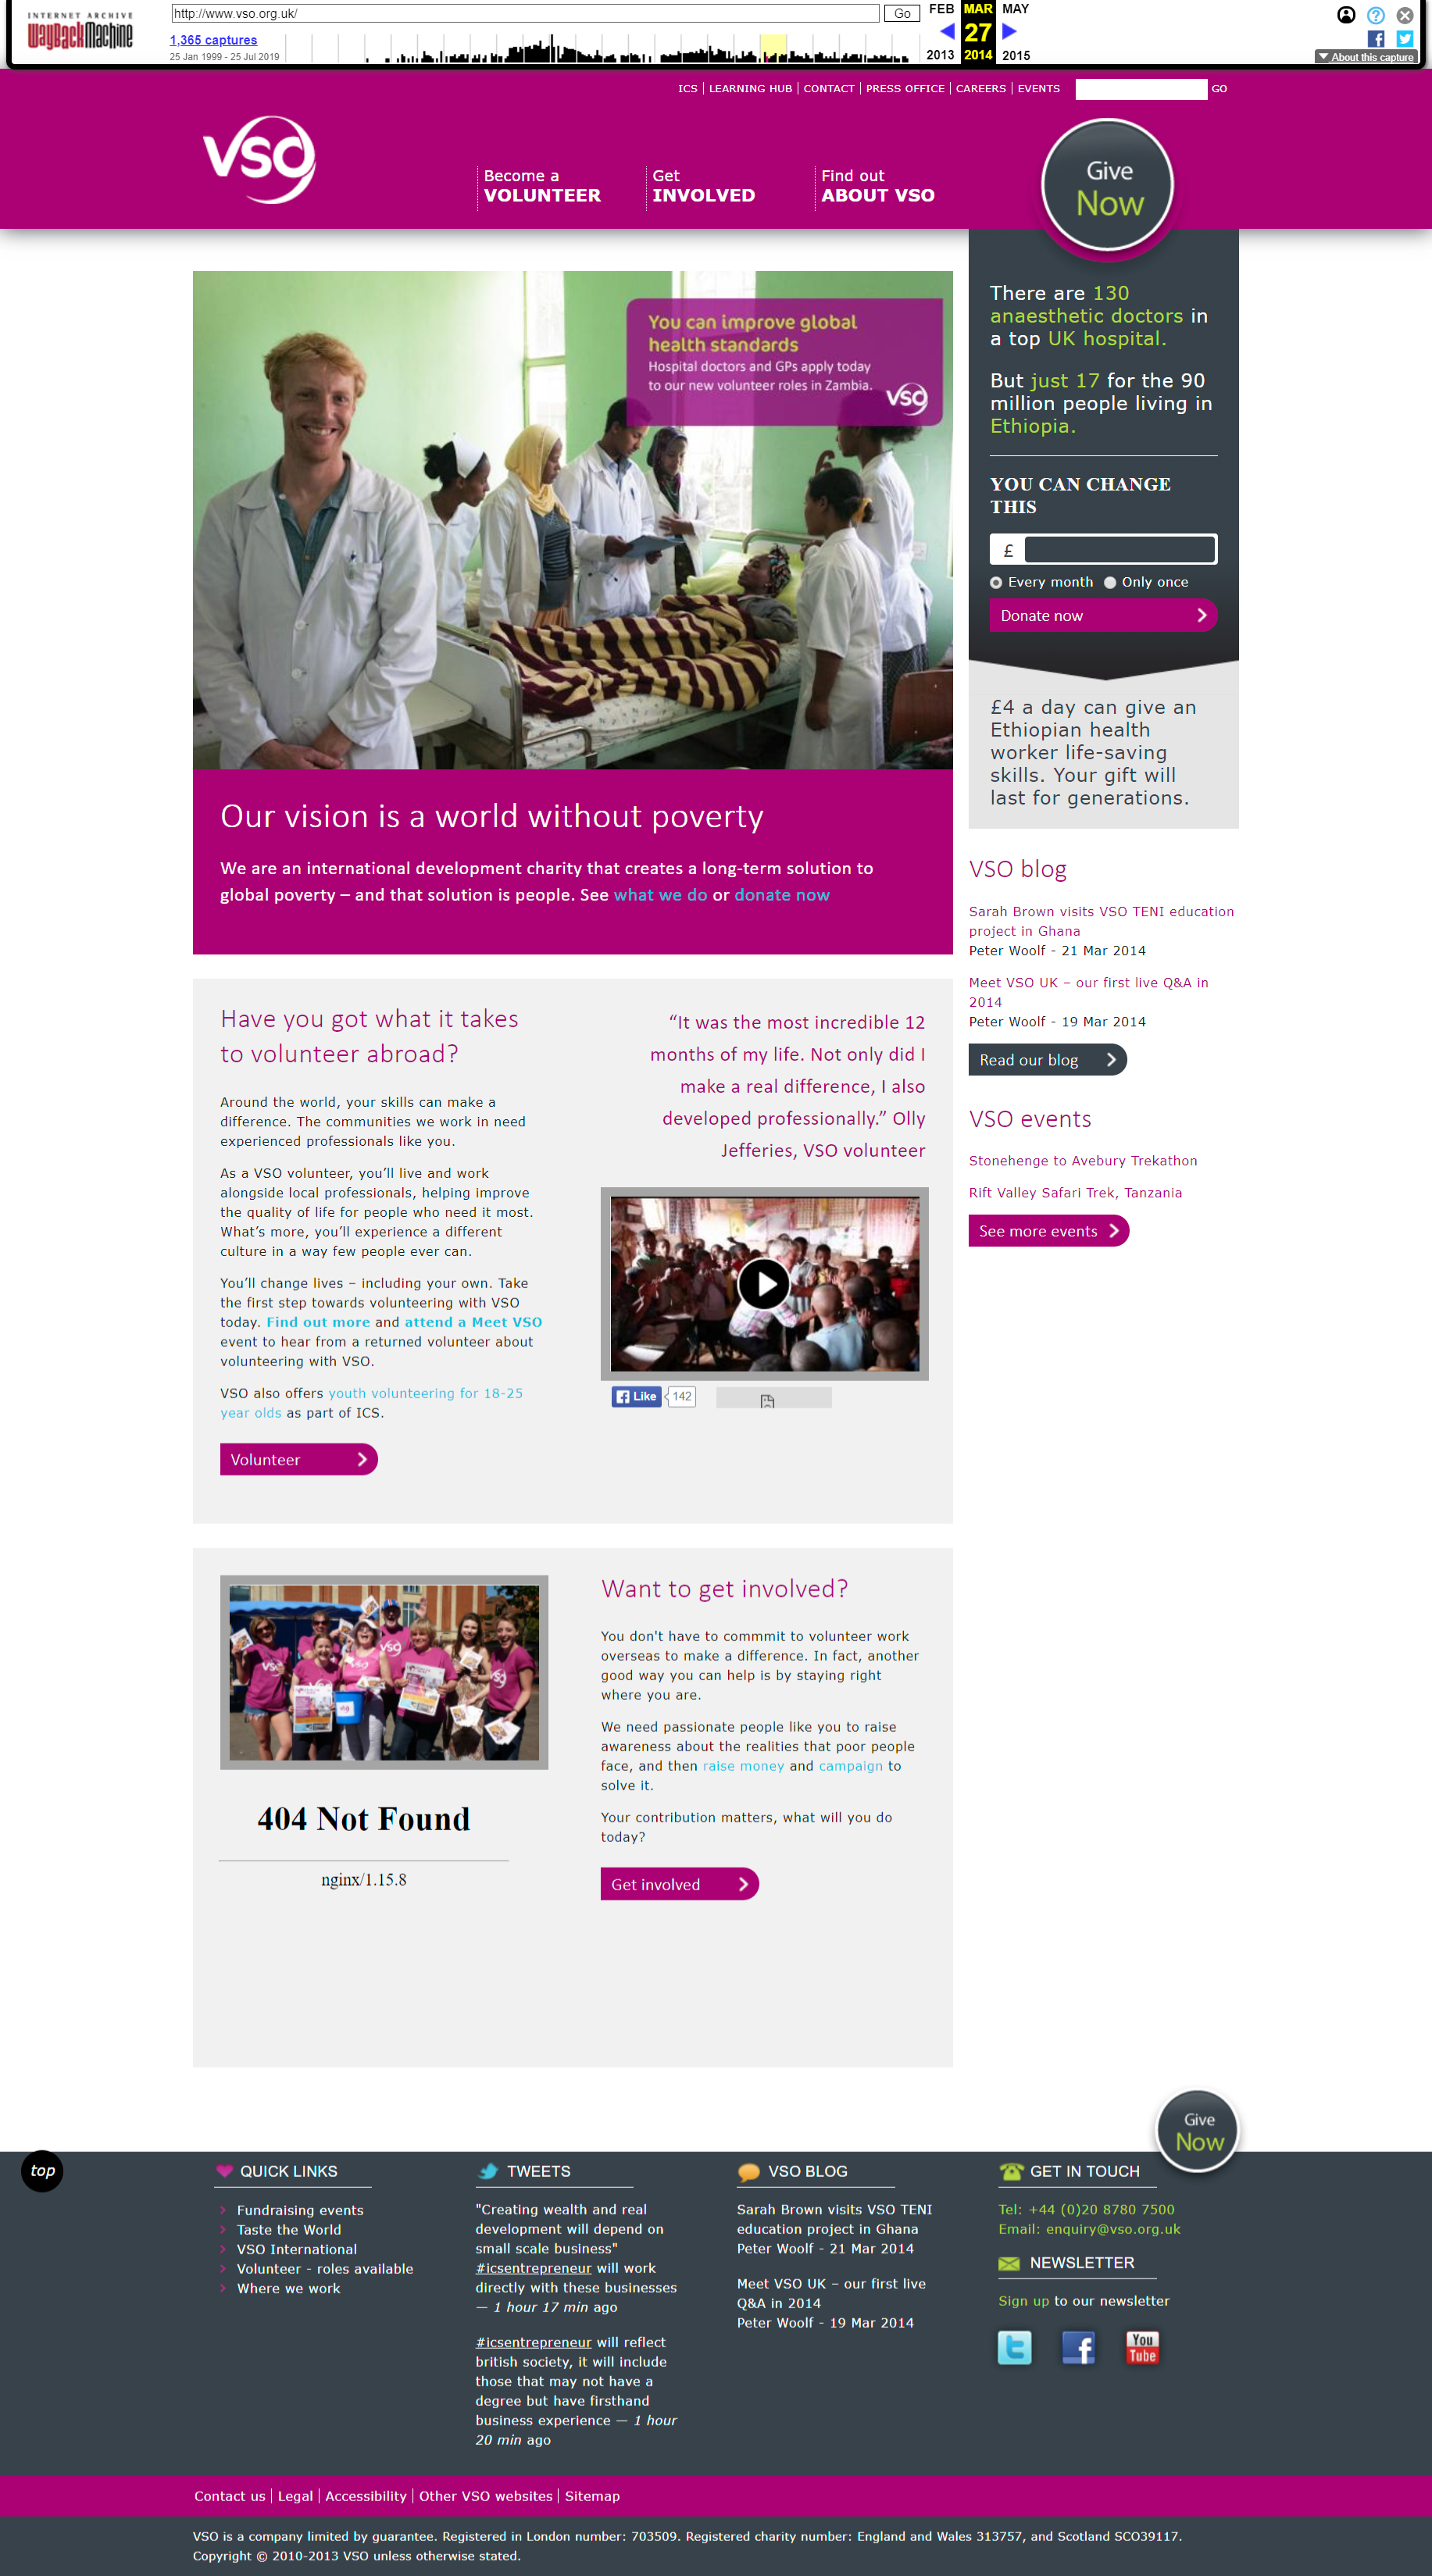 INTERNET ARCHIVE
WayBackMachine
http://www.vso.org.uk/
Go
FEB
MAR
MAY
1,365 captures
27
25 Jan 1999 - 25 Jul 2019
2013
2014
2015
About this capture
ICS
LEARNING HUB
CONTACT
PRESS OFFICE
CAREERS
EVENTS
GO
vso
Become a
VOLUNTEER
Get
INVOLVED
Find out
ABOUT VSO
Give
Now
You can improve global
health standards
Hospital doctors and GPs apply today
to our new volunteer roles in Zambia.
vso
There are 130
anaesthetic doctors in
a top UK hospital.
But just 17 for the 90
million people living in
Ethiopia.
YOU CAN CHANGE
THIS
£
Every month
Only once
Donate now
£4 a day can give an
Ethiopian health
worker life-saving
skills. Your gift will
last for generations.
Our vision is a world without poverty
We are an international development charity that creates a long-term solution to
global poverty – and that solution is people. See what we do or donate now
VSO blog
Sarah Brown visits VSO TENI education
project in Ghana
Peter Woolf - 21 Mar 2014
Meet VSO UK – our first live Q&A in
2014
Peter Woolf - 19 Mar 2014
Read our blog
VSO events
Stonehenge to Avebury Trekathon
Rift Valley Safari Trek, Tanzania
See more events
Have you got what it takes
to volunteer abroad?
Around the world, your skills can make a
difference. The communities we work in need
experienced professionals like you.
As a VSO volunteer, you’ll live and work
alongside local professionals, helping improve
the quality of life for people who need it most.
What’s more, you’ll experience a different
culture in a way few people ever can.
You’ll change lives – including your own. Take
the first step towards volunteering with VSO
today. Find out more and attend a Meet VSO
event to hear from a returned volunteer about
volunteering with VSO.
VSO also offers youth volunteering for 18-25
year olds as part of ICS.
Volunteer
“It was the most incredible 12
months of my life. Not only did I
make a real difference, I also
developed professionally.” Olly
Jefferies, VSO volunteer
Like
142
vso
404 Not Found
nginx/1.15.8
Want to get involved?
You don't have to commmit to volunteer work
overseas to make a difference. In fact, another
good way you can help is by staying right
where you are.
We need passionate people like you to raise
awareness about the realities that poor people
face, and then raise money and campaign to
solve it.
Your contribution matters, what will you do
today?
Get involved
Give
Now
top
QUICK LINKS
Fundraising events
Taste the World
VSO International
Volunteer - roles available
Where we work
TWEETS
"Creating wealth and real
development will depend on
small scale business"
#icsentrepreneur will work
directly with these businesses
— 1 hour 17 min ago
#icsentrepreneur will reflect
british society, it will include
those that may not have a
degree but have firsthand
business experience — 1 hour
20 min ago
VSO BLOG
Sarah Brown visits VSO TENI
education project in Ghana
Peter Woolf - 21 Mar 2014
Meet VSO UK – our first live
Q&A in 2014
Peter Woolf - 19 Mar 2014
GET IN TOUCH
Tel: +44 (0)20 8780 7500
Email: enquiry@vso.org.uk
NEWSLETTER
Sign up to our newsletter
You
Tube
Contact us
Legal
Accessibility
Other VSO websites
Sitemap
VSO is a company limited by guarantee. Registered in London number: 703509. Registered charity number: England and Wales 313757, and Scotland SCO39117.
Copyright © 2010-2013 VSO unless otherwise stated.